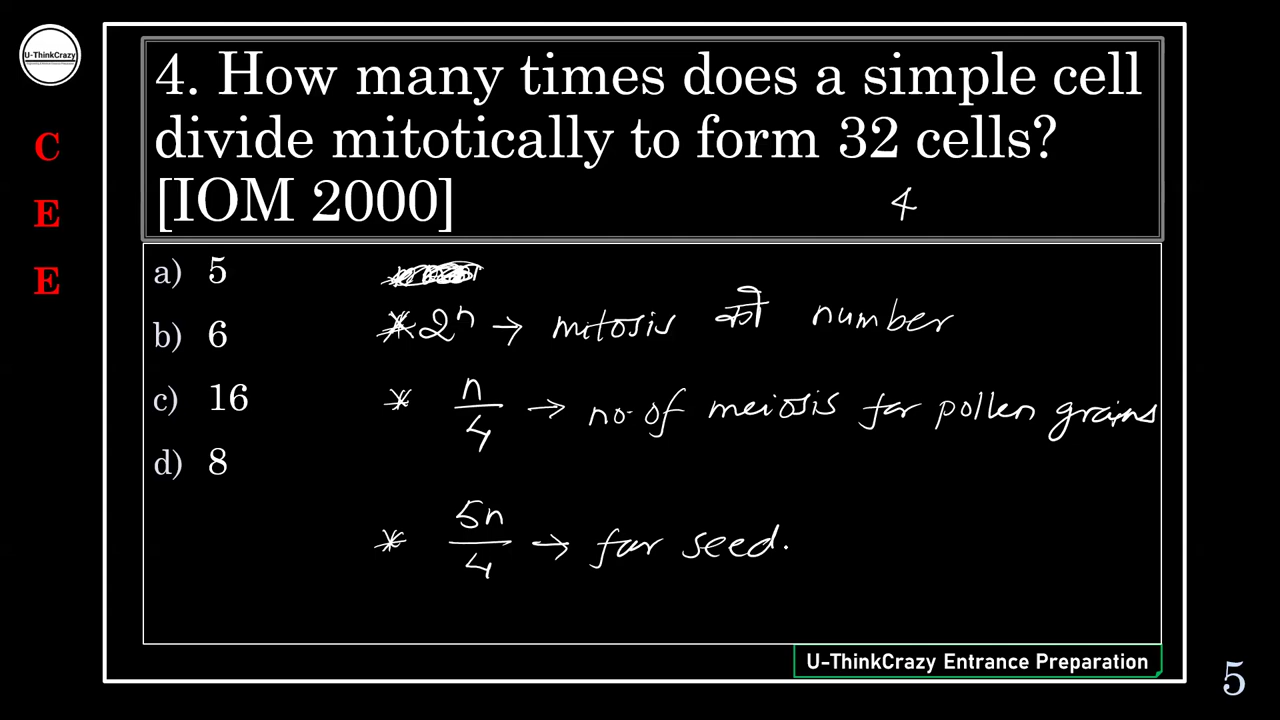 U-ThinkCrazy
C
E
E
4. How many times does a simple cell
divide mitotically to form 32 cells?
[IOM 2000]
4
a) 5
b) 6
c) 16
d) 8
* 2ⁿ → mitosis को number
* n/4 → no. of meiosis for pollen grains
* 5n/4 → for seed.
U-ThinkCrazy Entrance Preparation
5